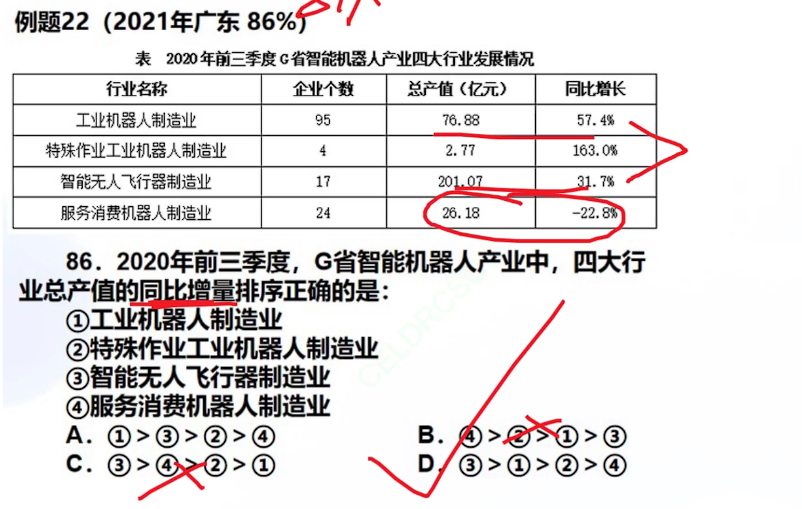 例题22（2021年广东 86%）
表 2020年前三季度G省智能机器人产业四大行业发展情况
行业名称 企业个数 总产值（亿元） 同比增长
工业机器人制造业 95 76.88 57.4%
特殊作业工业机器人制造业 4 2.77 163.0%
智能无人飞行器制造业 17 201.07 31.7%
服务消费机器人制造业 24 26.18 -22.8%
86．2020年前三季度，G省智能机器人产业中，四大行
业总产值的同比增量排序正确的是：
①工业机器人制造业
②特殊作业工业机器人制造业
③智能无人飞行器制造业
④服务消费机器人制造业
A．①>③>②>④ B．④>②>①>③
C．③>④>②>① D．③>①>②>④